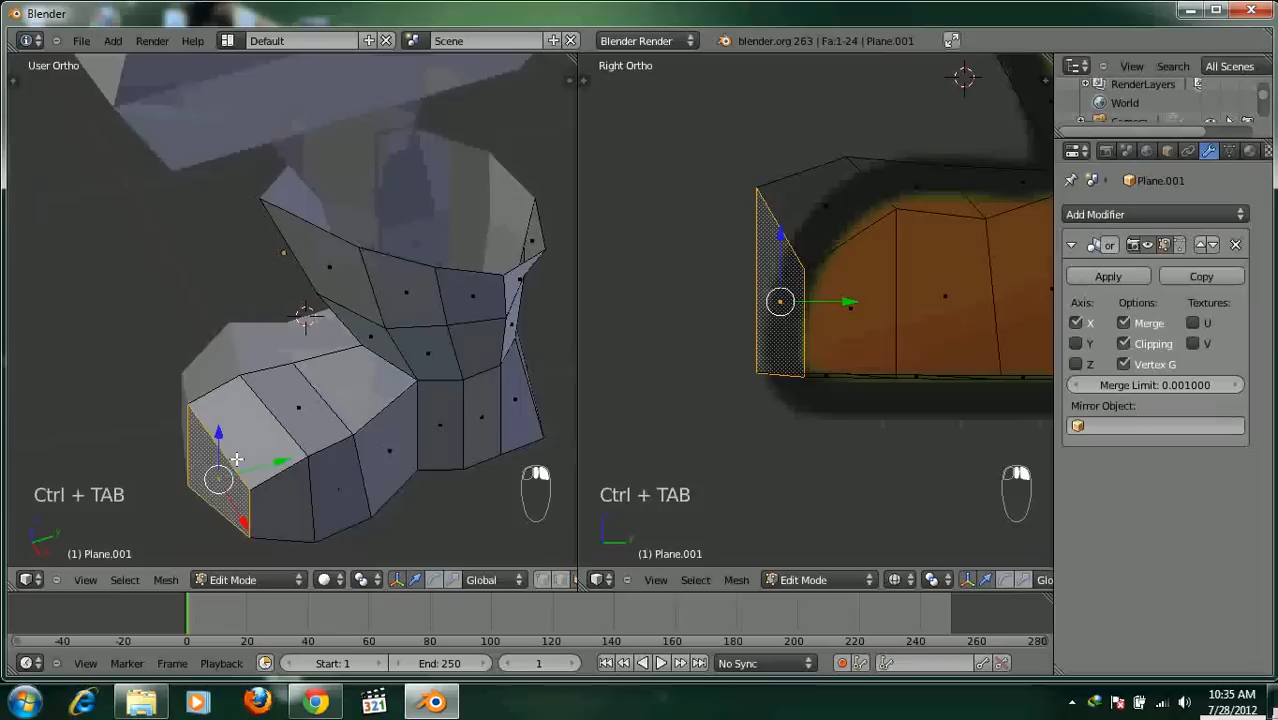 Blender
File Add Render Help Default Scene Blender Render blender.org 263 | Fa:1-24 | Plane.001
User Ortho
Right Ortho
View Search All Scenes
RenderLayers
World
Plane.001
Add Modifier
or
Apply Copy
Axis: Options: Textures:
X Merge U
Y Clipping V
Z Vertex G
Merge Limit: 0.001000
Mirror Object:
Ctrl + TAB
Ctrl + TAB
(1) Plane.001
(1) Plane.001
View Select Mesh Edit Mode Global
View Select Mesh Edit Mode Glo
-40 -20 0 20 40 60 80 100 120 140 160 180 200 220 240 260 280
View Marker Frame Playback Start: 1 End: 250 1 No Sync
321
10:35 AM
7/28/2012